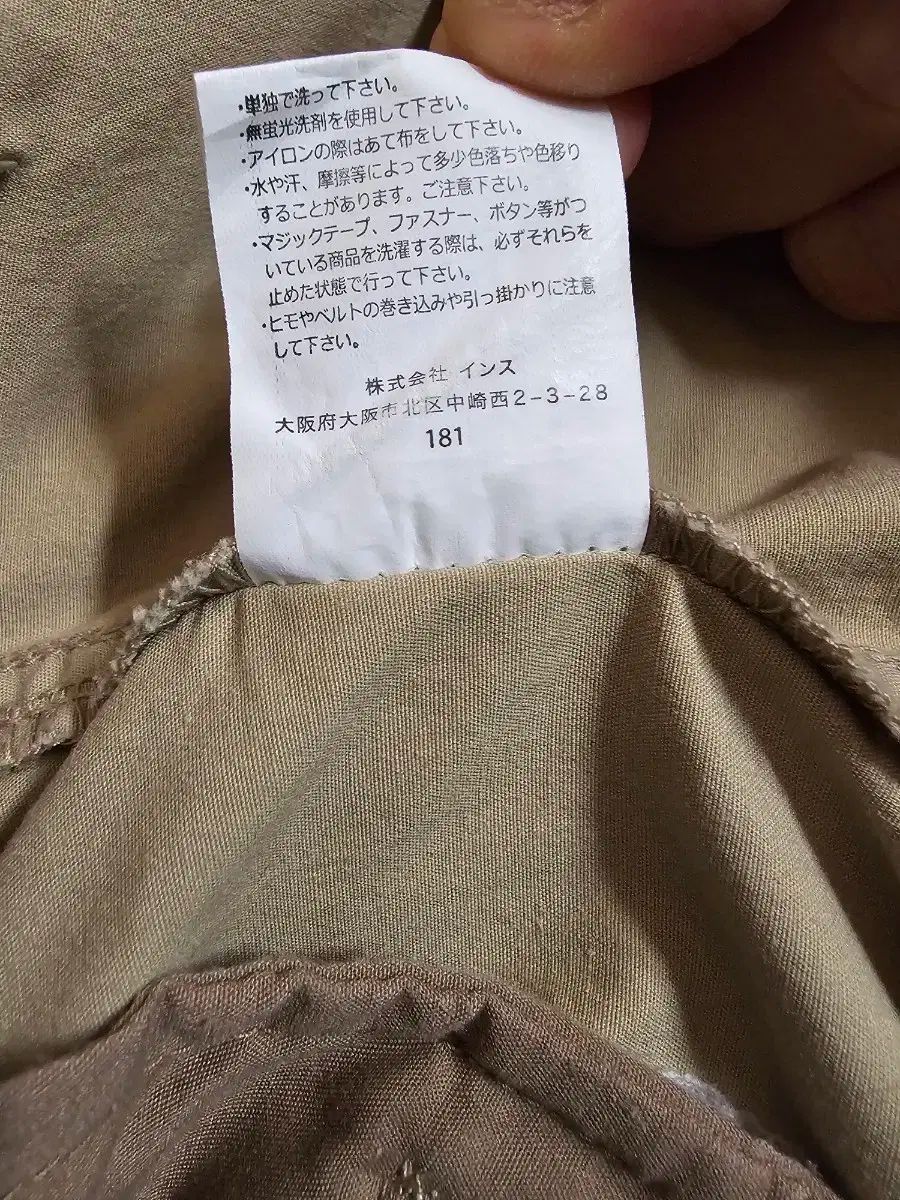 ・単独で洗って下さい。
・無蛍光洗剤を使用して下さい。
・アイロンの際はあて布をして下さい。
・水や汗、摩擦等によって多少色落ちや色移り
することがあります。ご注意下さい。
・マジックテープ、ファスナー、ボタン等がつ
いている商品を洗濯する際は、必ずそれらを
止めた状態で行って下さい。
・ヒモやベルトの巻き込みや引っ掛かりに注意
して下さい。
株式会社 インス
大阪府大阪市北区中崎西2-3-28
181